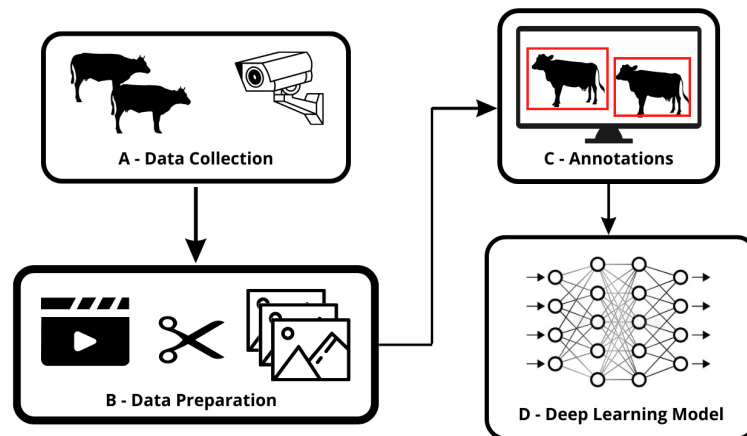 A - Data Collection
B - Data Preparation
C - Annotations
D - Deep Learning Model